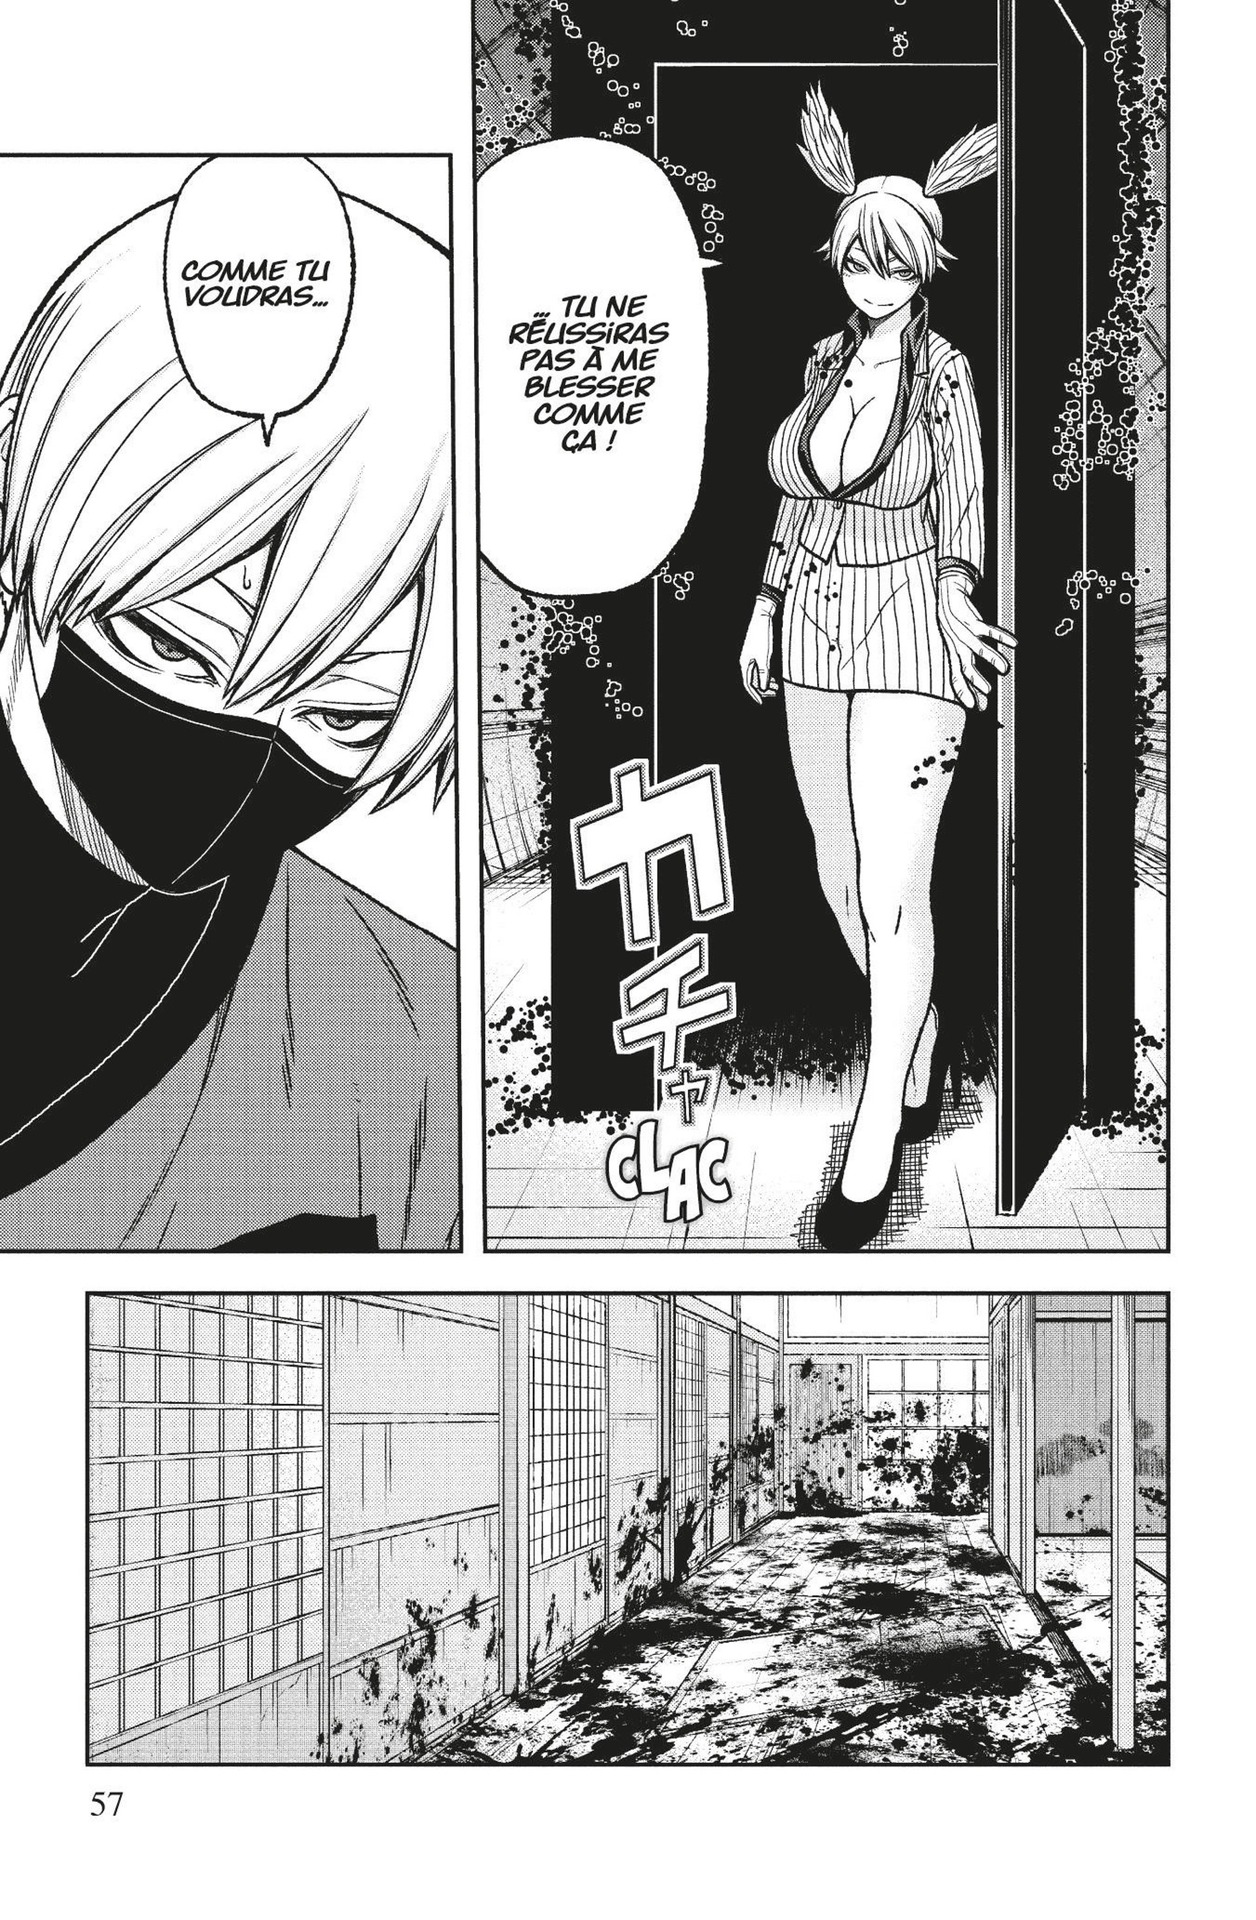 ... TU NE
RÉUSSIRAS
PAS À ME
BLESSER
COMME
ÇA !
カチャ
CLAC
COMME TU
VOUDRAS...
57